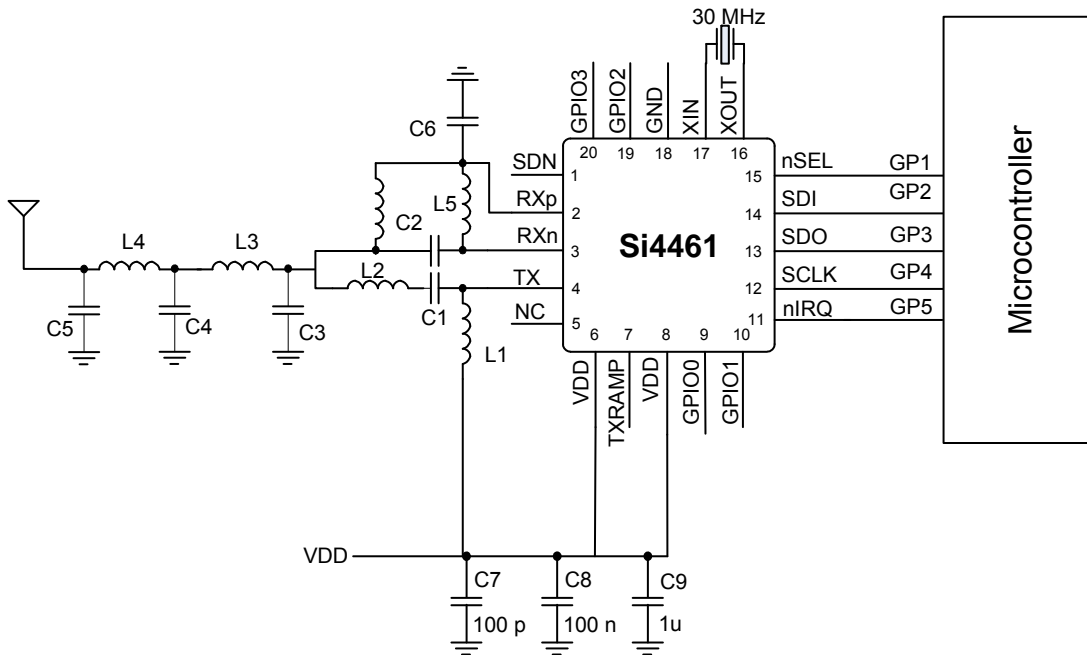 30 MHz
GPIO3
GPIO2
GND
XIN
XOUT
20
19
18
17
16
C6
SDN
1
RXp
2
L5
C2
RXn
3
TX
4
NC
5
L4
L3
L2
C1
L1
C5
C4
C3
Si4461
15
nSEL
GP1
14
SDI
GP2
13
SDO
GP3
12
SCLK
GP4
11
nIRQ
GP5
Microcontroller
6
7
8
9
10
VDD
TXRAMP
VDD
GPIO0
GPIO1
VDD
C7
C8
C9
100 p
100 n
1u